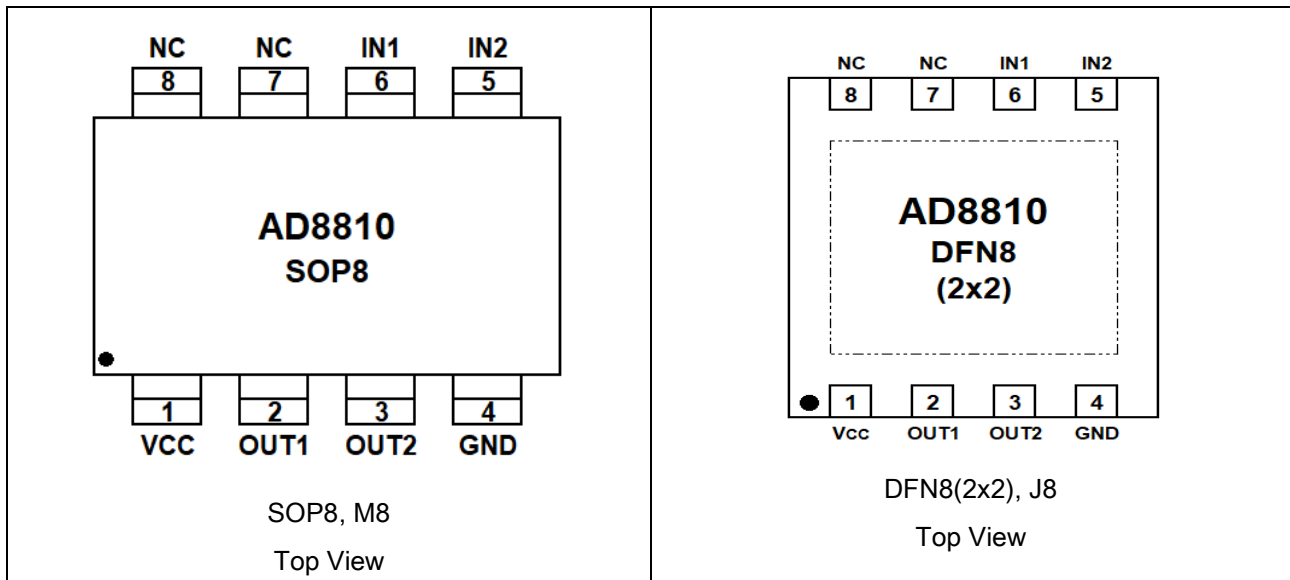 NC NC IN1 IN2
8 7 6 5
AD8810
SOP8
1 2 3 4
VCC OUT1 OUT2 GND
SOP8, M8
Top View
NC NC IN1 IN2
8 7 6 5
AD8810
DFN8
(2x2)
1 2 3 4
Vcc OUT1 OUT2 GND
DFN8(2x2), J8
Top View